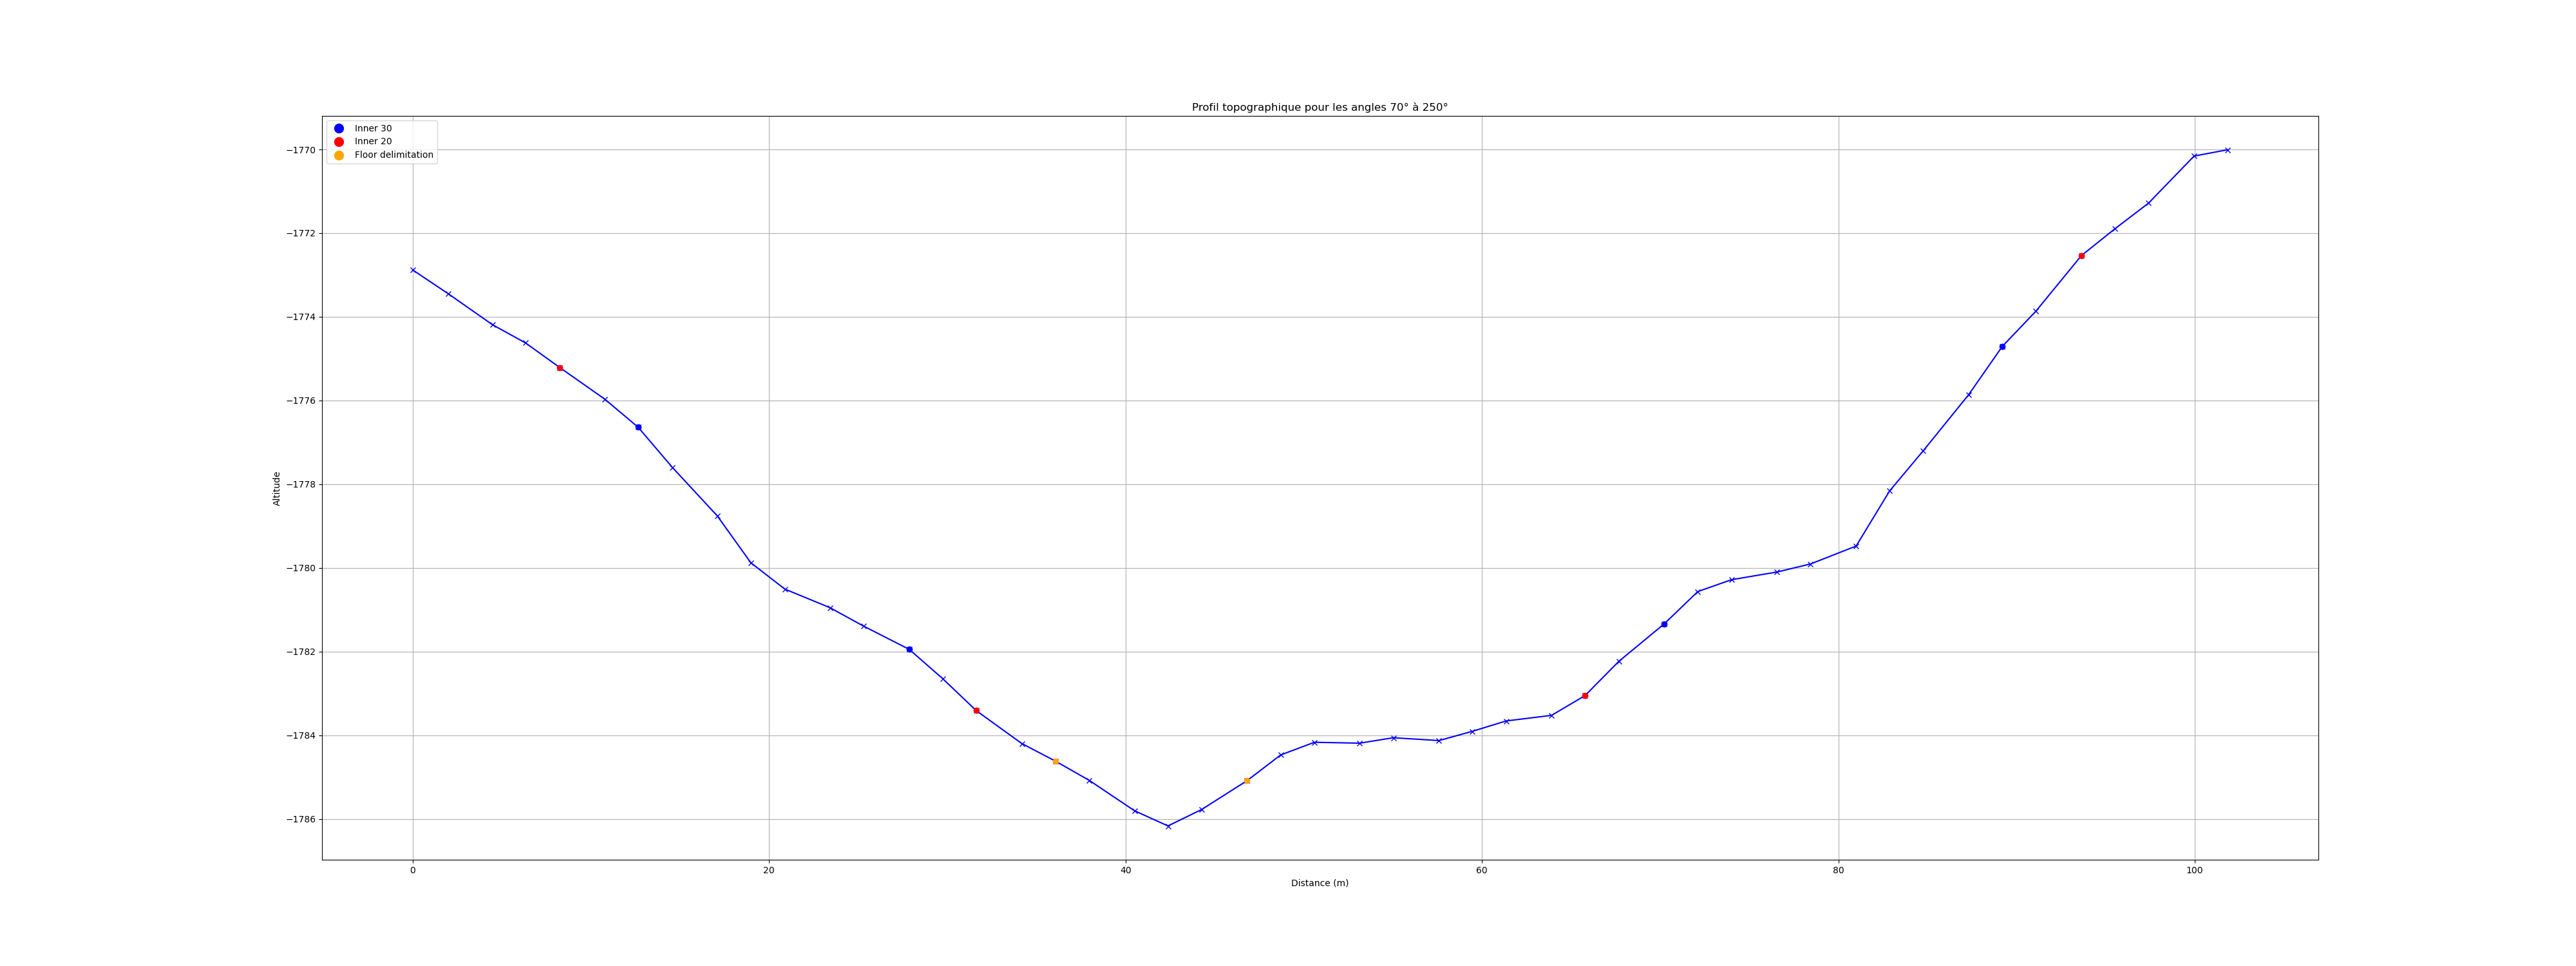 Profil topographique pour les angles 70° à 250°
Inner 30
Inner 20
Floor delimitation
−1770
−1772
−1774
−1776
−1778
−1780
−1782
−1784
−1786
Altitude
0 20 40 60 80 100
Distance (m)